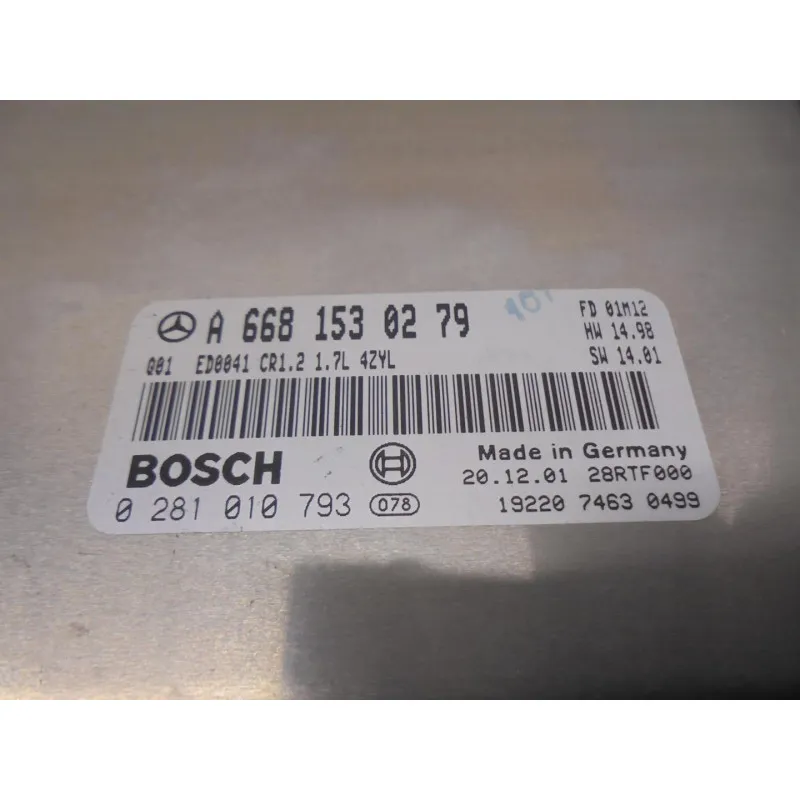 A 668 153 02 79
FD 01M12
HW 14.98
SW 14.01
Q01 ED0041 CR1.2 1.7L 4ZYL
BOSCH
Made in Germany
20.12.01 28RTF000
0 281 010 793 078
19220 7463 0499